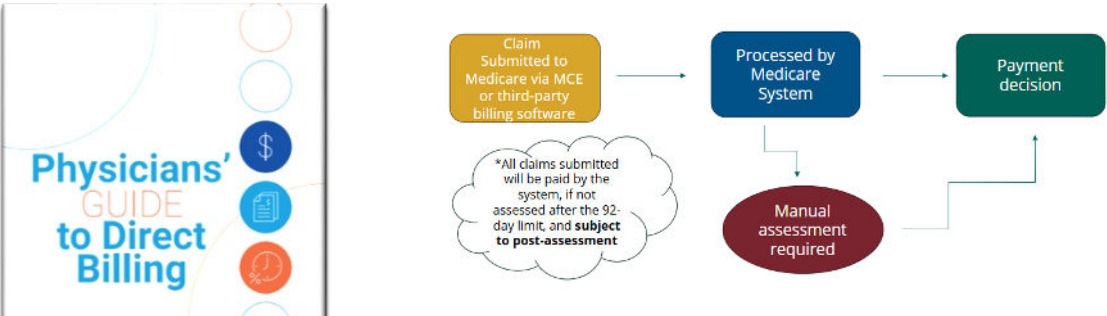 Physicians'
GUIDE
to Direct
Billing
Claim
Submitted to
Medicare via MCE
or third-party
billing software
Processed by
Medicare
System
Payment
decision
*All claims submitted
will be paid by the
system, if not
assessed after the 92-
day limit, and subject
to post-assessment
Manual
assessment
required